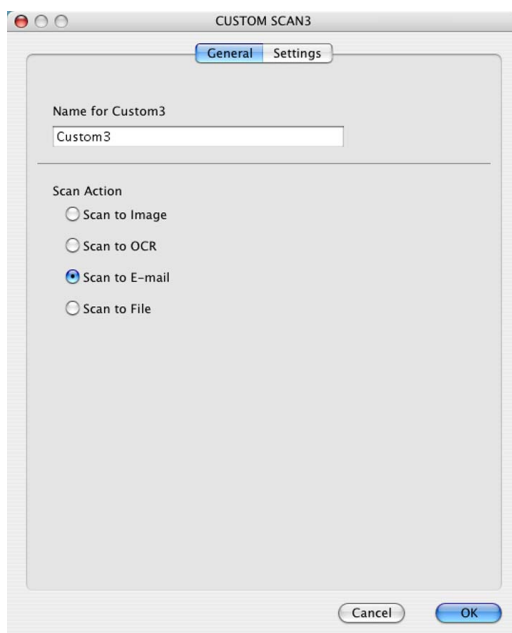 CUSTOM SCAN3
General Settings
Name for Custom3
Custom3
Scan Action
Scan to Image
Scan to OCR
Scan to E-mail
Scan to File
Cancel OK